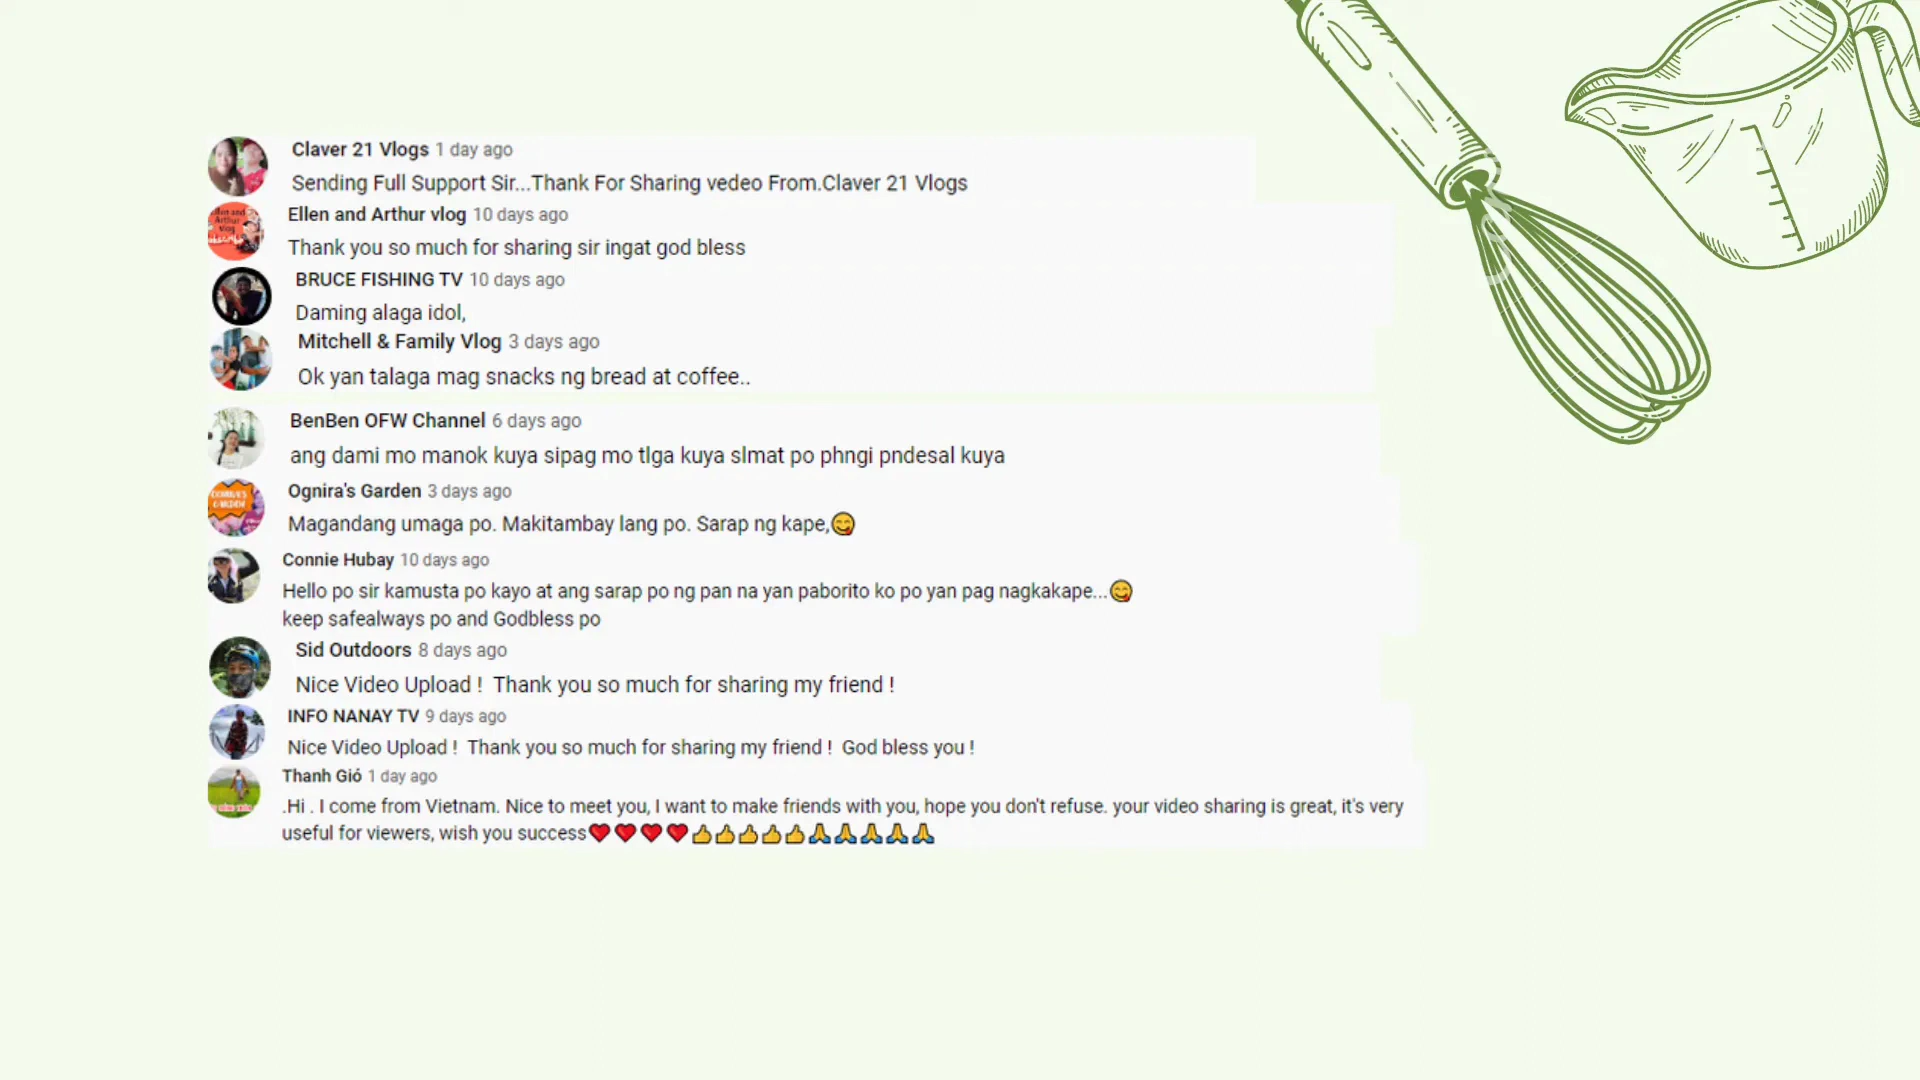 Claver 21 Vlogs 1 day ago
Sending Full Support Sir...Thank For Sharing vedeo From.Claver 21 Vlogs
Ellen and Arthur vlog 10 days ago
Thank you so much for sharing sir ingat god bless
BRUCE FISHING TV 10 days ago
Daming alaga idol,
Mitchell & Family Vlog 3 days ago
Ok yan talaga mag snacks ng bread at coffee..
BenBen OFW Channel 6 days ago
ang dami mo manok kuya sipag mo tlga kuya slmat po phngi pndesal kuya
Ognira's Garden 3 days ago
Magandang umaga po. Makitambay lang po. Sarap ng kape,😋
Connie Hubay 10 days ago
Hello po sir kamusta po kayo at ang sarap po ng pan na yan paborito ko po yan pag nagkakape...😋
keep safealways po and Godbless po
Sid Outdoors 8 days ago
Nice Video Upload !  Thank you so much for sharing my friend !
INFO NANAY TV 9 days ago
Nice Video Upload !  Thank you so much for sharing my friend !  God bless you !
Thanh Gió 1 day ago
.Hi . I come from Vietnam. Nice to meet you, I want to make friends with you, hope you don't refuse. your video sharing is great, it's very
useful for viewers, wish you success❤❤❤❤👍👍👍👍👍🙏🙏🙏🙏🙏